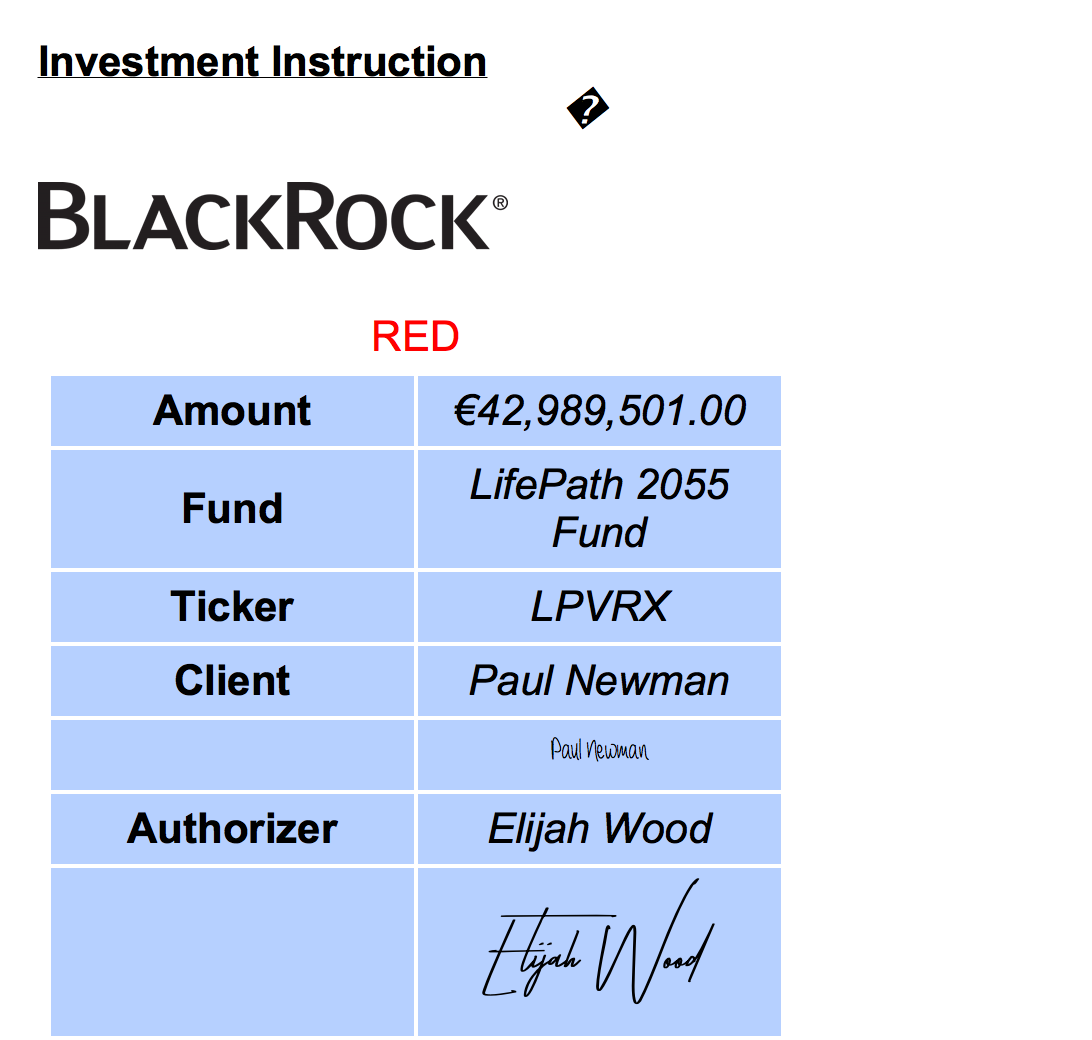 Investment Instruction
�
BLACKROCK®
RED
Amount €42,989,501.00
Fund LifePath 2055
Fund
Ticker LPVRX
Client Paul Newman
Paul Newman
Authorizer Elijah Wood
Elijah Wood